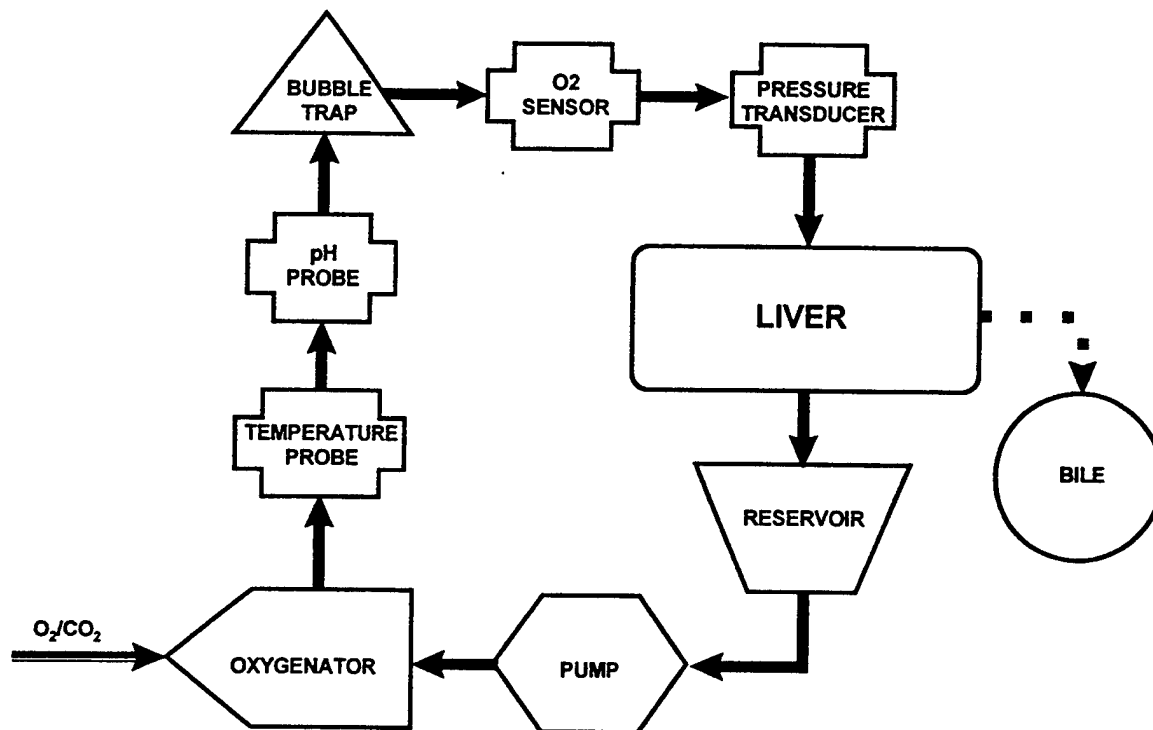 BUBBLE
TRAP
O2
SENSOR
PRESSURE
TRANSDUCER
pH
PROBE
LIVER
TEMPERATURE
PROBE
RESERVOIR
BILE
O₂/CO₂
OXYGENATOR
PUMP